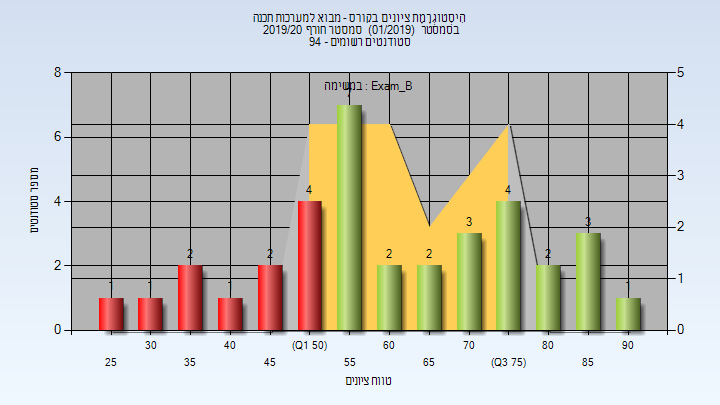 הִיסְטוֹגְרַמַת ציונים בקורס - מבוא למערכות תכנה
בסמסטר (01/2019) סמסטר חורף 2019/20
סטודנטים רשומים - 94
במשימה : Exam_B
מספר סטודנטים
8 6 4 2 0
5 4 3 2 1 0
1 1 2 1 2 4 7 2 2 3 4 2 3 1
30 40 (Q1 50) 60 70 80 90
25 35 45 55 65 (Q3 75) 85
טווח ציונים